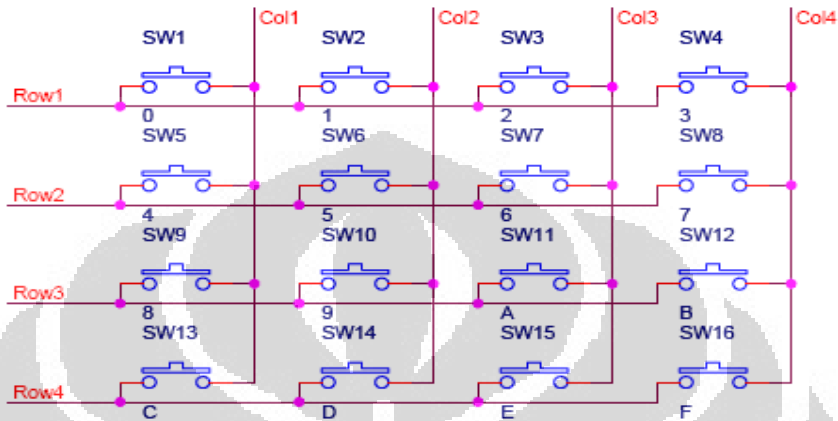 Col1 Col2 Col3 Col4
SW1 SW2 SW3 SW4
Row1
0 1 2 3
SW5 SW6 SW7 SW8
Row2
4 5 6 7
SW9 SW10 SW11 SW12
Row3
8 9 A B
SW13 SW14 SW15 SW16
Row4
C D E F